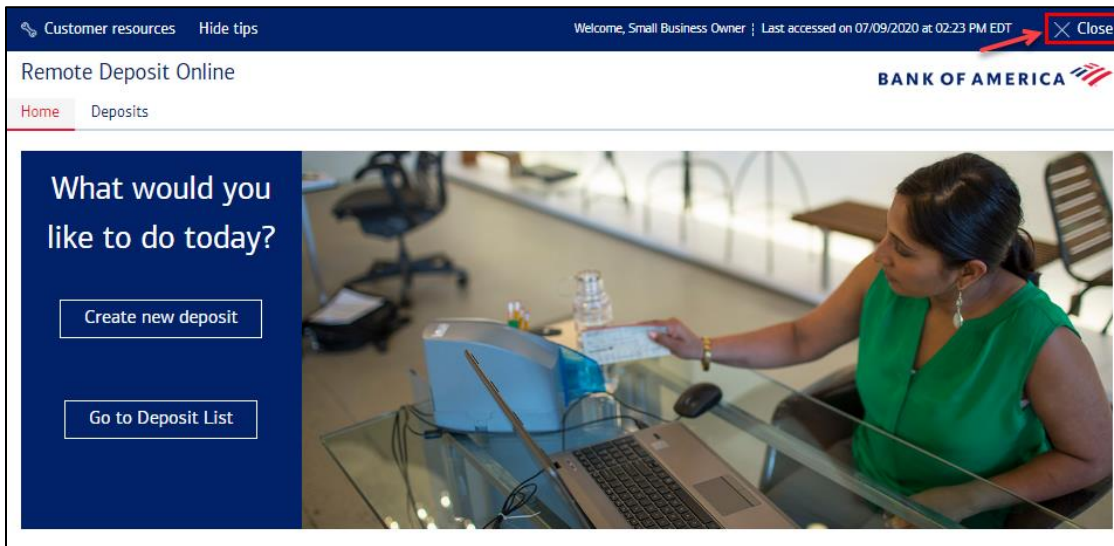 Customer resources Hide tips Welcome, Small Business Owner ¦ Last accessed on 07/09/2020 at 02:23 PM EDT Close
Remote Deposit Online
BANK OF AMERICA
Home Deposits
What would you
like to do today?
Create new deposit
Go to Deposit List